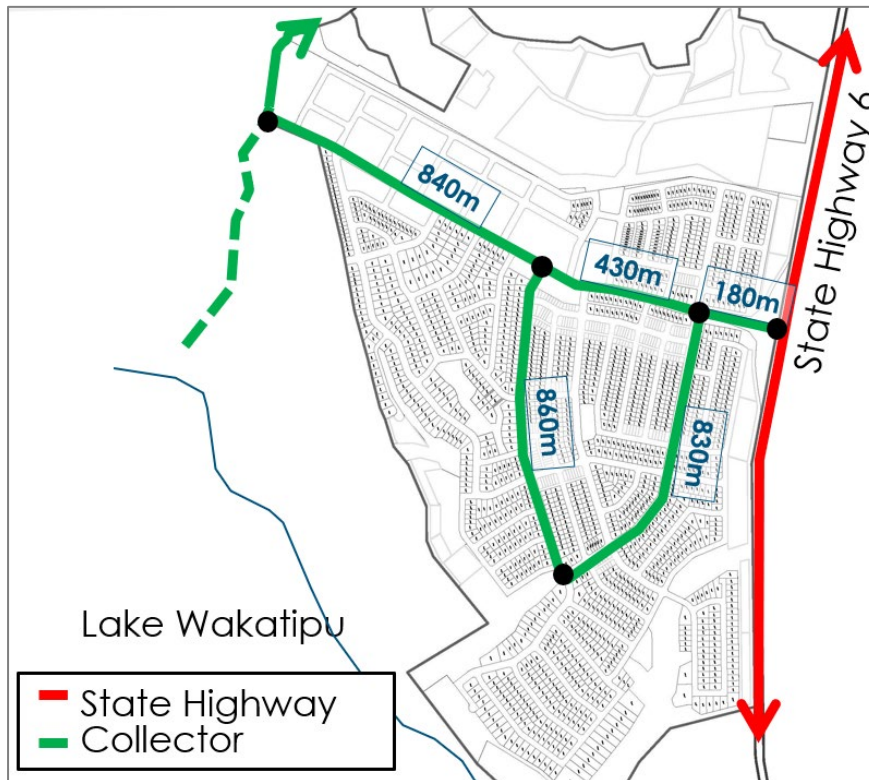 840m
430m
180m
State Highway 6
860m
830m
Lake Wakatipu
State Highway
Collector